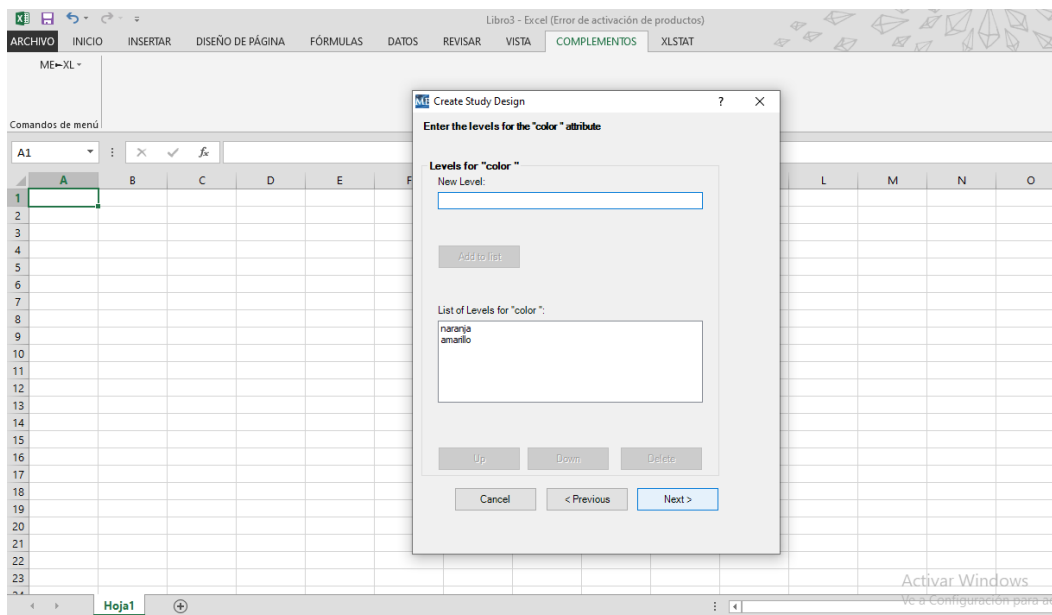 Libro3 - Excel (Error de activación de productos)
ARCHIVO INICIO INSERTAR DISEÑO DE PÁGINA FÓRMULAS DATOS REVISAR VISTA COMPLEMENTOS XLSTAT
ME←XL
Comandos de menú
ME Create Study Design ? ×
Enter the levels for the "color " attribute
A1 fx
Levels for "color "
New Level:
A B C D E F L M N O
1
2
3
4
Add to list
5
6
7
List of Levels for "color ":
8
naranja
9
amarillo
10
11
12
13
14
15
16
Up Down Delete
17
18
Cancel < Previous Next >
19
20
21
22
23
Activar Windows
Ve a Configuración para a
Hoja1